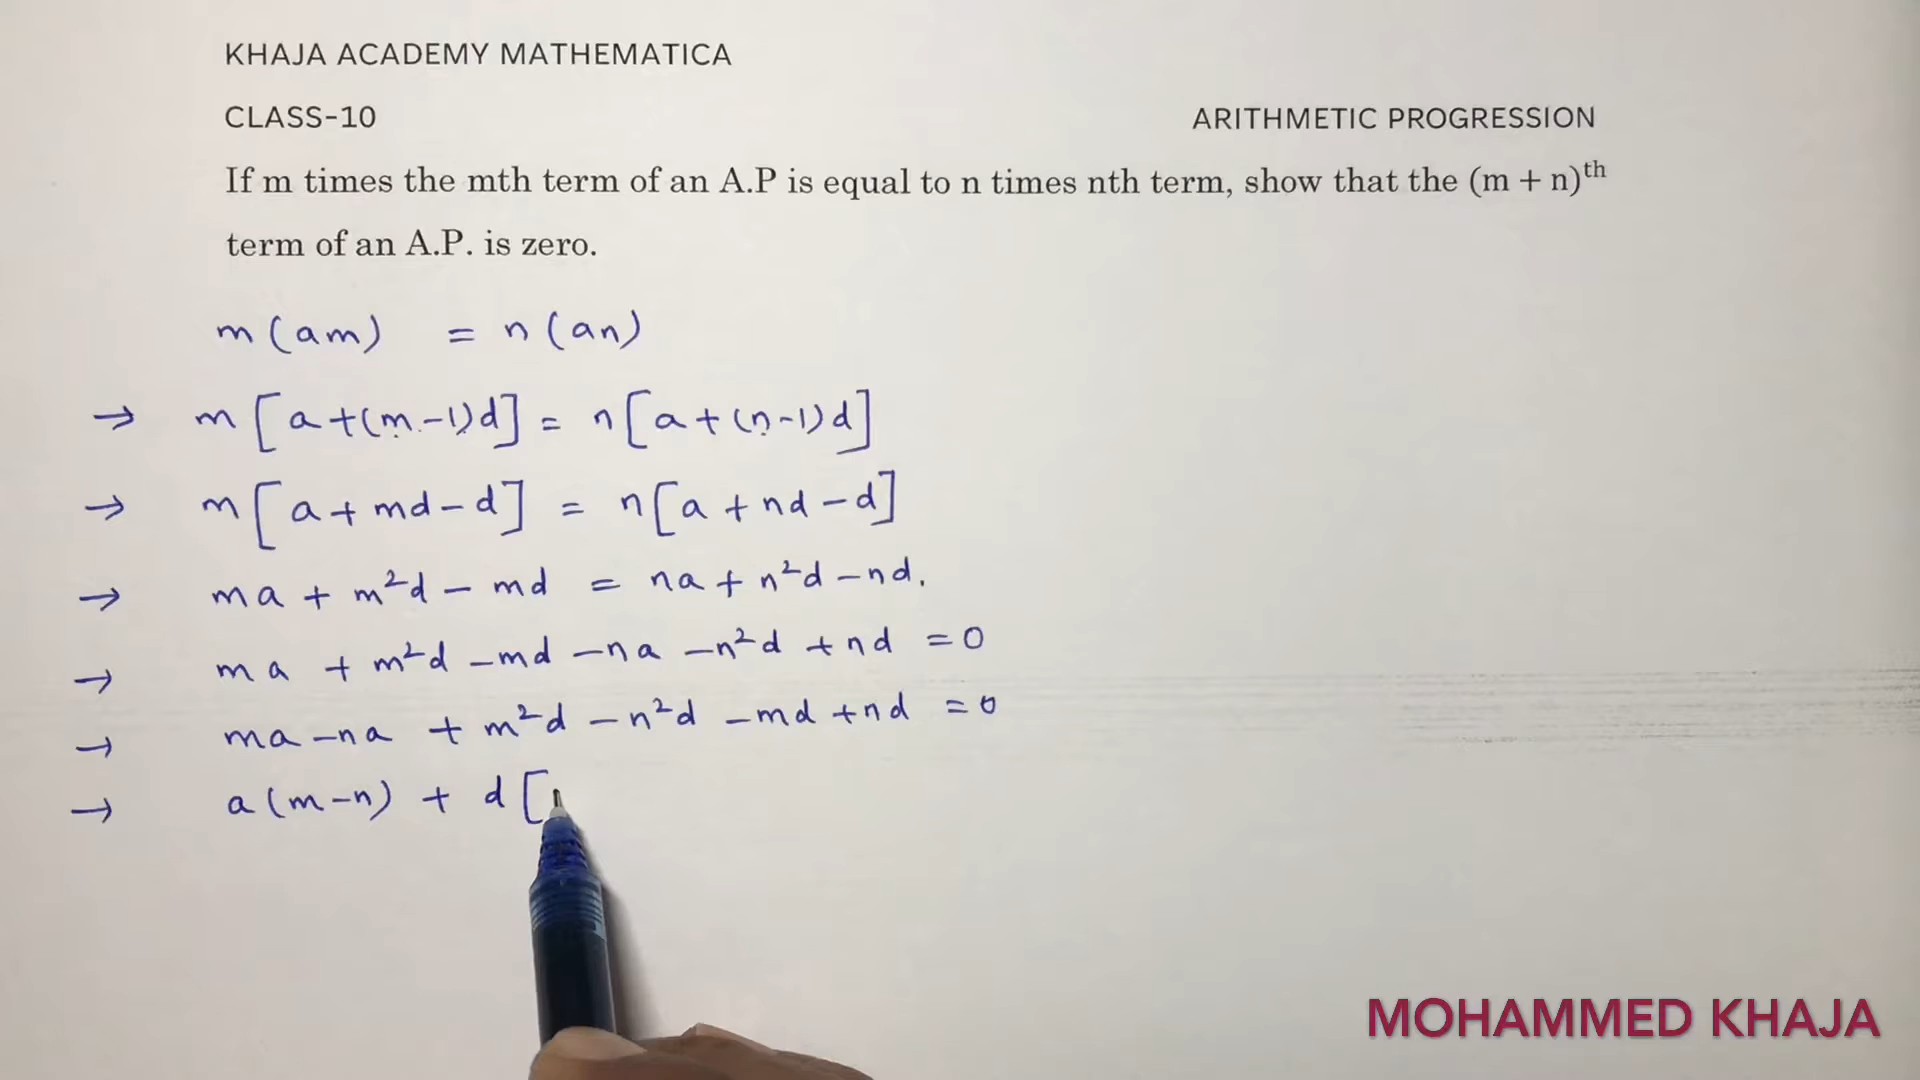 KHAJA ACADEMY MATHEMATICA
CLASS-10 ARITHMETIC PROGRESSION
If m times the mth term of an A.P is equal to n times nth term, show that the (m + n)ᵗʰ
term of an A.P. is zero.
m(am) = n(an)
→ m[a+(m-1)d] = n[a+(n-1)d]
→ m[a+md-d] = n[a+nd-d]
→ ma + m²d - md = na + n²d - nd.
→ ma + m²d - md - na - n²d + nd = 0
→ ma - na + m²d - n²d - md + nd = 0
→ a(m-n) + d[
MOHAMMED KHAJA